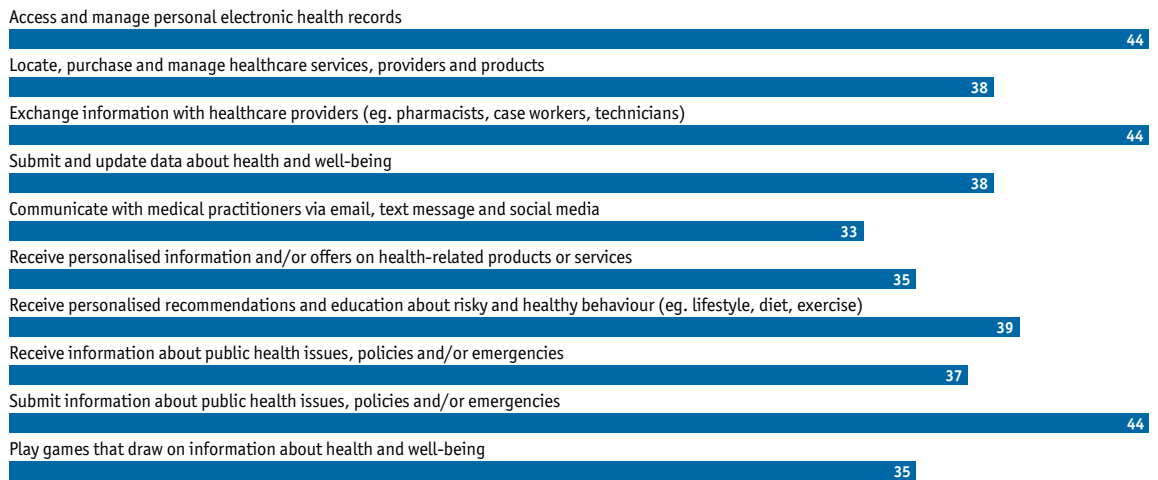 Access and manage personal electronic health records
44
Locate, purchase and manage healthcare services, providers and products
38
Exchange information with healthcare providers (eg. pharmacists, case workers, technicians)
44
Submit and update data about health and well-being
38
Communicate with medical practitioners via email, text message and social media
33
Receive personalised information and/or offers on health-related products or services
35
Receive personalised recommendations and education about risky and healthy behaviour (eg. lifestyle, diet, exercise)
39
Receive information about public health issues, policies and/or emergencies
37
Submit information about public health issues, policies and/or emergencies
44
Play games that draw on information about health and well-being
35